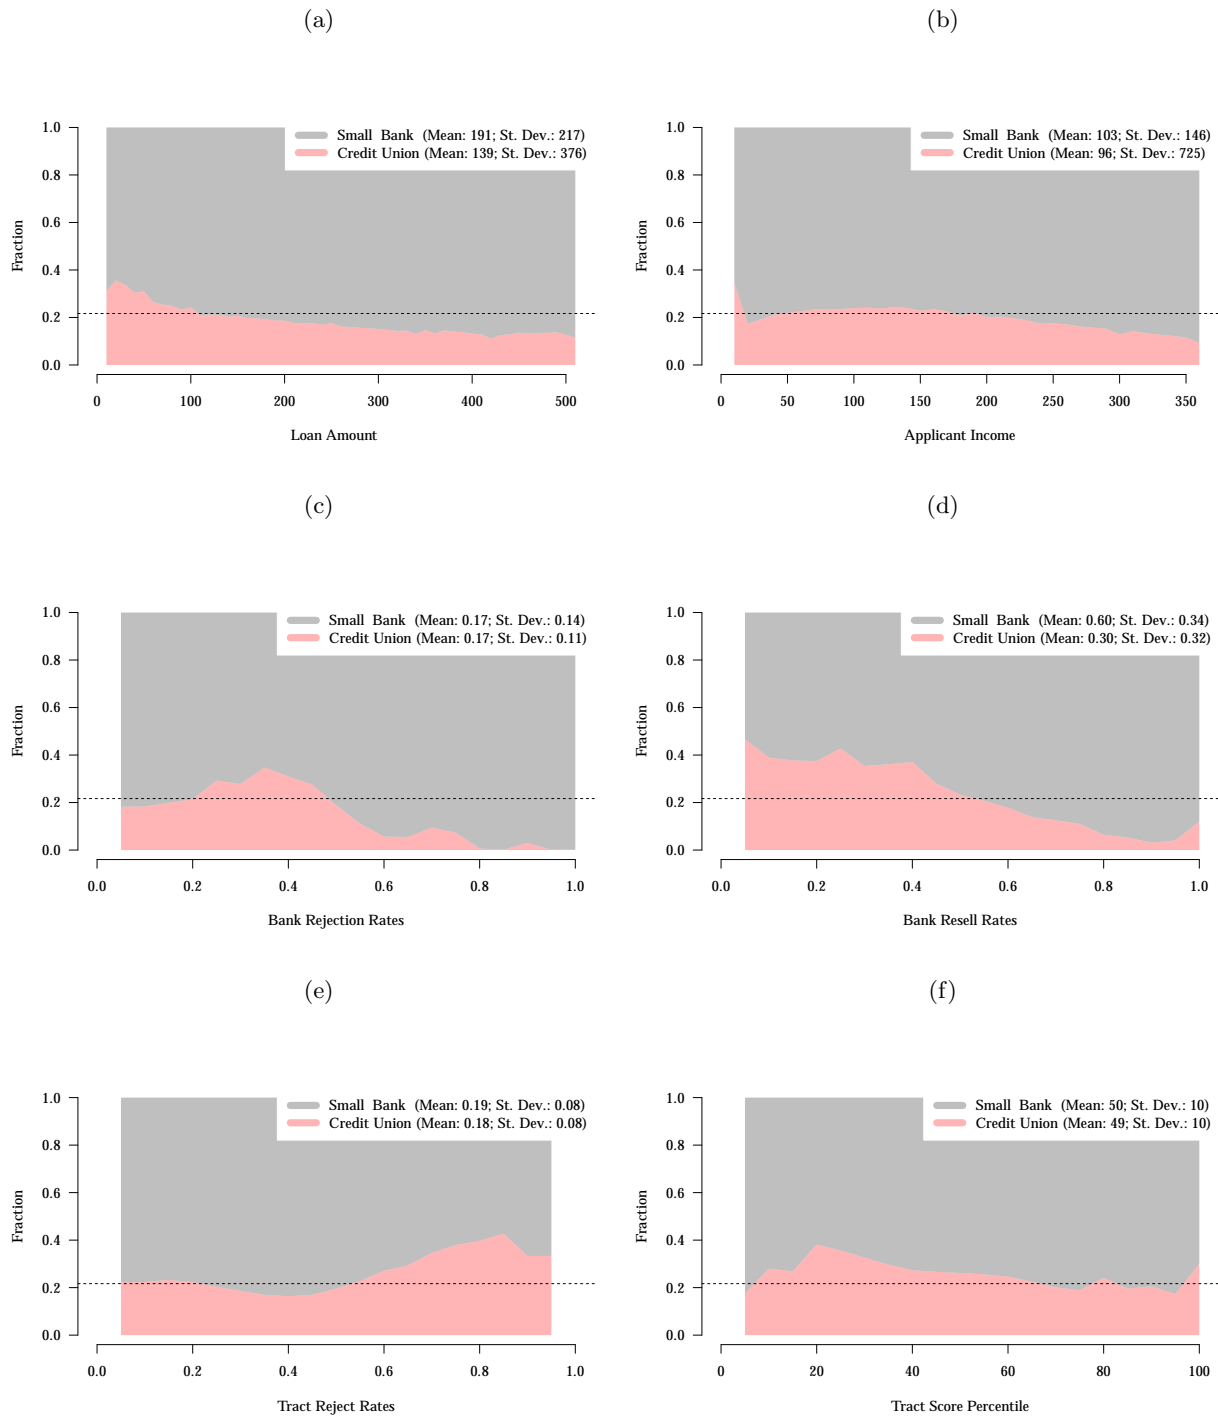 (a)
Small Bank (Mean: 191; St. Dev.: 217)
Credit Union (Mean: 139; St. Dev.: 376)
1.0
0.8
0.6
0.4
0.2
0.0
Fraction
0 100 200 300 400 500
Loan Amount
(b)
Small Bank (Mean: 103; St. Dev.: 146)
Credit Union (Mean: 96; St. Dev.: 725)
1.0
0.8
0.6
0.4
0.2
0.0
Fraction
0 50 100 150 200 250 300 350
Applicant Income
(c)
Small Bank (Mean: 0.17; St. Dev.: 0.14)
Credit Union (Mean: 0.17; St. Dev.: 0.11)
1.0
0.8
0.6
0.4
0.2
0.0
Fraction
0.0 0.2 0.4 0.6 0.8 1.0
Bank Rejection Rates
(d)
Small Bank (Mean: 0.60; St. Dev.: 0.34)
Credit Union (Mean: 0.30; St. Dev.: 0.32)
1.0
0.8
0.6
0.4
0.2
0.0
Fraction
0.0 0.2 0.4 0.6 0.8 1.0
Bank Resell Rates
(e)
Small Bank (Mean: 0.19; St. Dev.: 0.08)
Credit Union (Mean: 0.18; St. Dev.: 0.08)
1.0
0.8
0.6
0.4
0.2
0.0
Fraction
0.0 0.2 0.4 0.6 0.8 1.0
Tract Reject Rates
(f)
Small Bank (Mean: 50; St. Dev.: 10)
Credit Union (Mean: 49; St. Dev.: 10)
1.0
0.8
0.6
0.4
0.2
0.0
Fraction
0 20 40 60 80 100
Tract Score Percentile